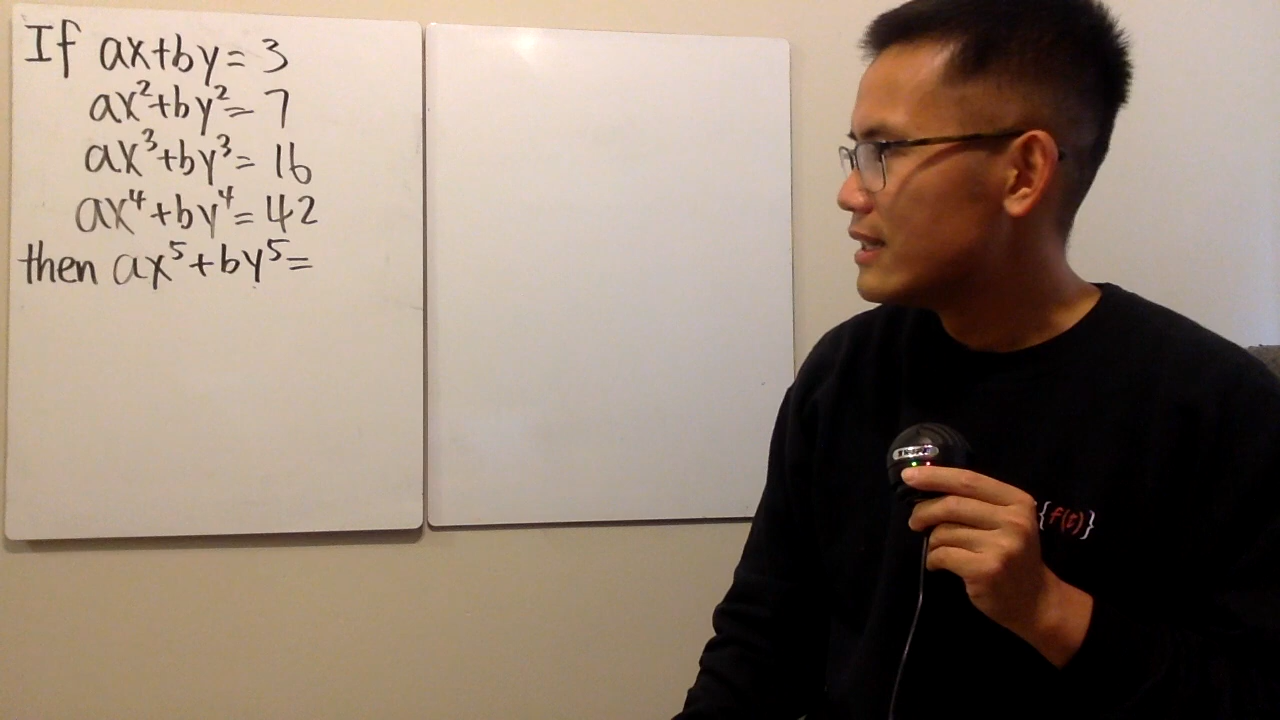 If ax+by= 3
ax²+by²= 7
ax³+by³= 16
ax⁴+by⁴= 42
then ax⁵+by⁵=
{f(t)}